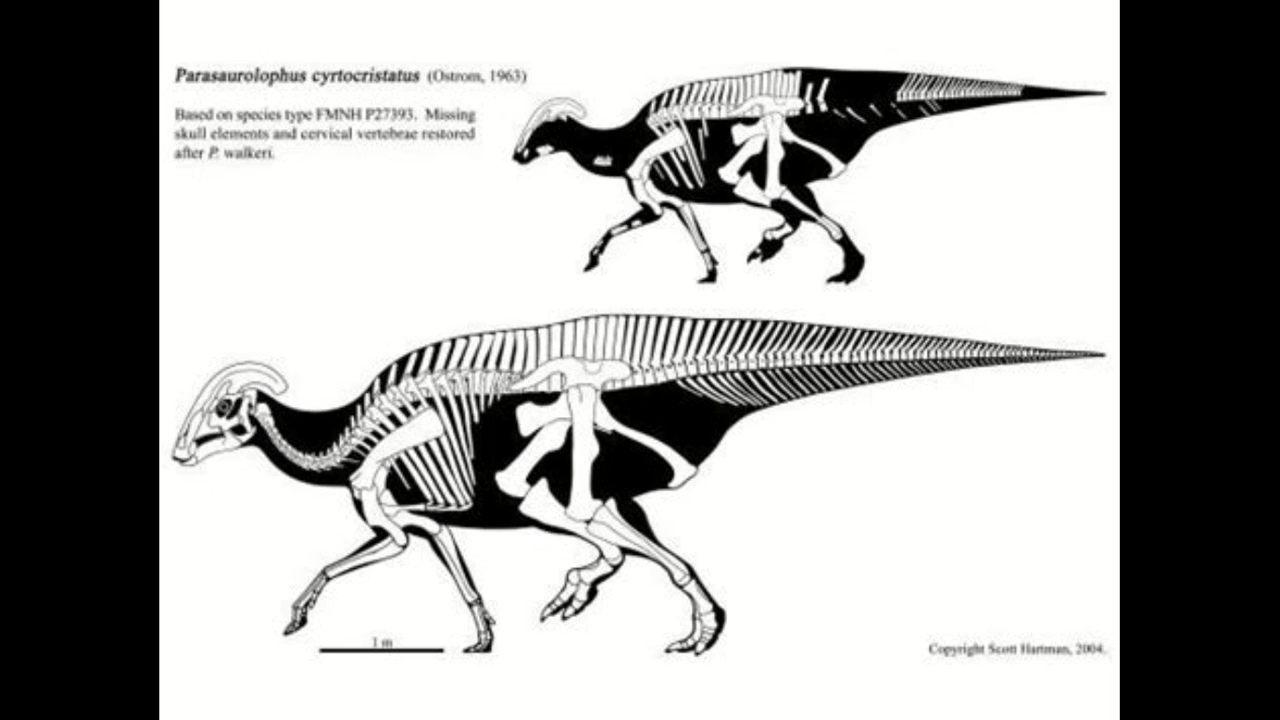 Parasaurolophus cyrtocristatus (Ostrom, 1963)
Based on species type FMNH P27393. Missing
skull elements and cervical vertebrae restored
after P. walkeri.
1 m
Copyright Scott Hartman, 2004.